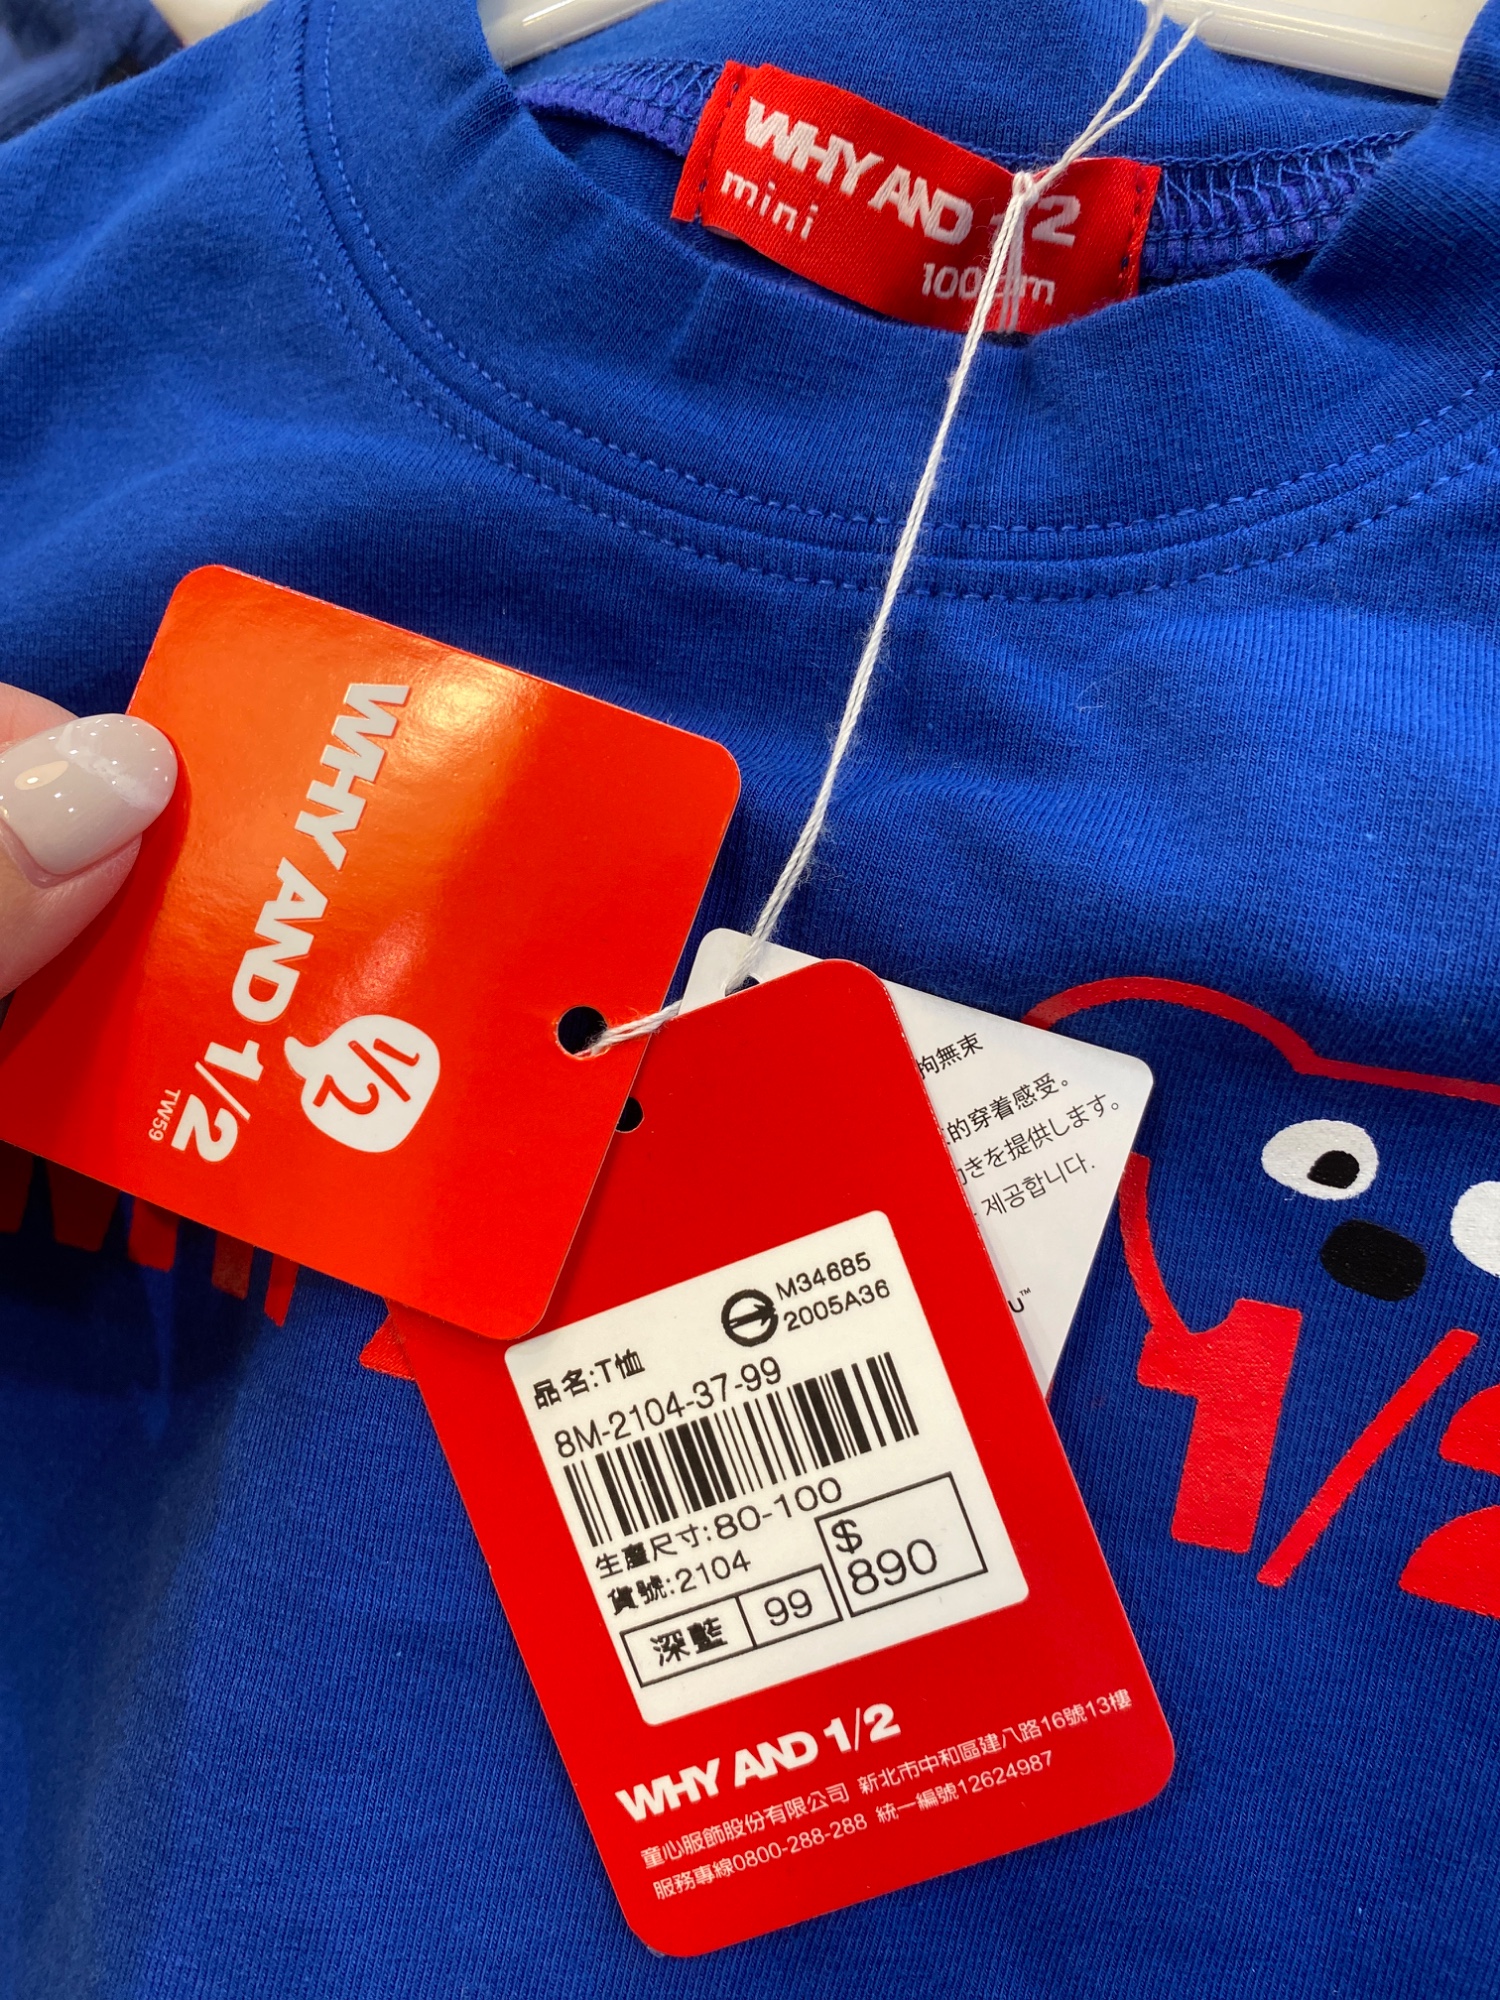 WHY AND 1/2
mini
100cm
WHY AND 1/2
1/2
TW59
拘無束
的穿着感受。
きを提供します。
제공합니다.
M34685
2005A36
品名:T恤
8M-2104-37-99
生產尺寸:80-100
貨號:2104
深藍 99
$
890
WHY AND 1/2
童心服飾股份有限公司 新北市中和區建八路16號13樓
服務專線0800-288-288 統一編號12624987
1/2